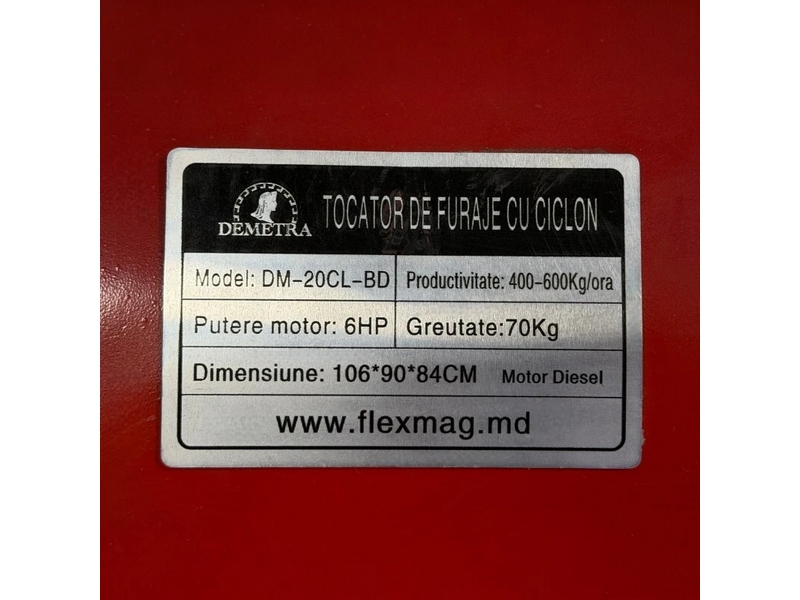 DEMETRA
TOCATOR DE FURAJE CU CICLON
Model: DM-20CL-BD
Productivitate: 400-600Kg/ora
Putere motor: 6HP
Greutate:70Kg
Dimensiune: 106*90*84CM
Motor Diesel
www.flexmag.md